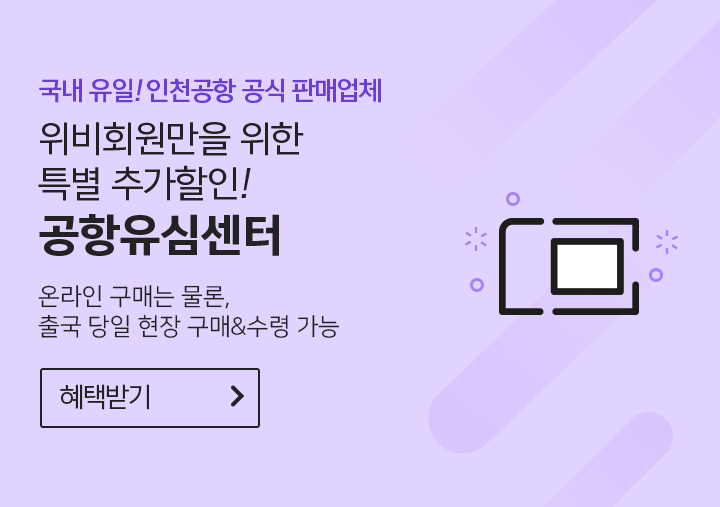 국내 유일! 인천공항 공식 판매업체
위비회원만을 위한
특별 추가할인!
공항유심센터
온라인 구매는 물론,
출국 당일 현장 구매&수령 가능
혜택받기